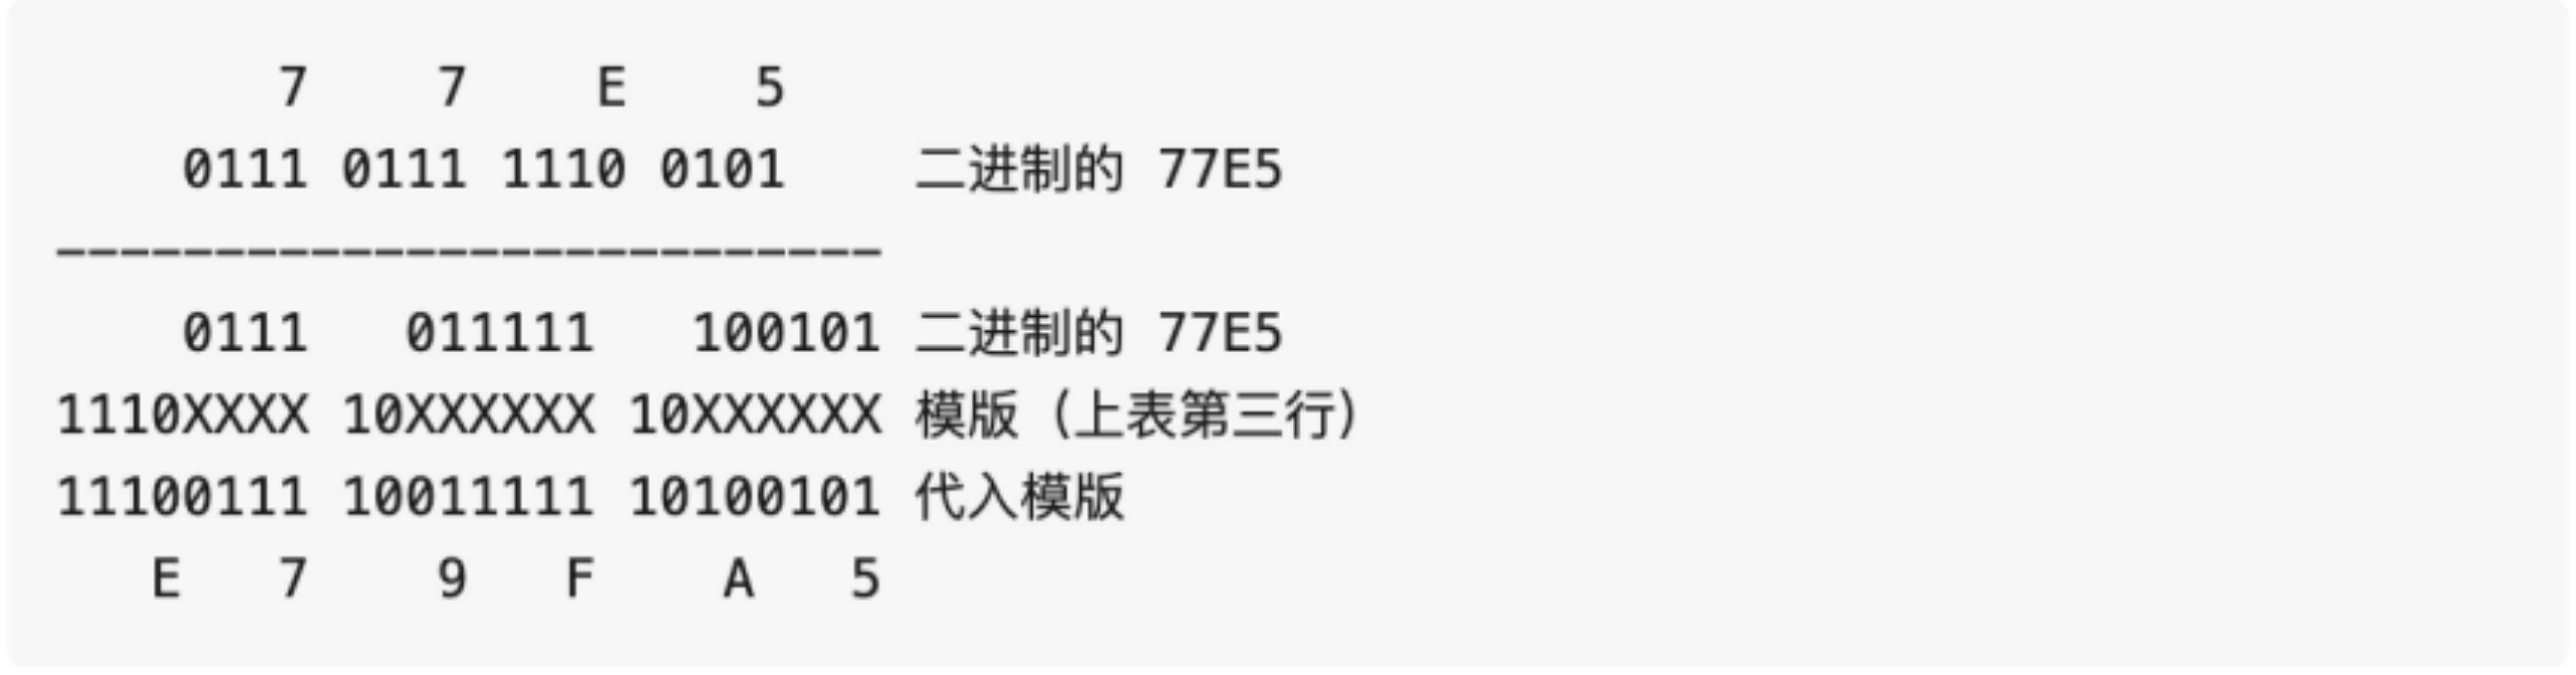 7    7    E    5
0111 0111 1110 0101    二进制的 77E5
--------------------------
0111   011111   100101 二进制的 77E5
1110XXXX 10XXXXXX 10XXXXXX 模版（上表第三行）
11100111 10011111 10100101 代入模版
E   7    9   F    A   5